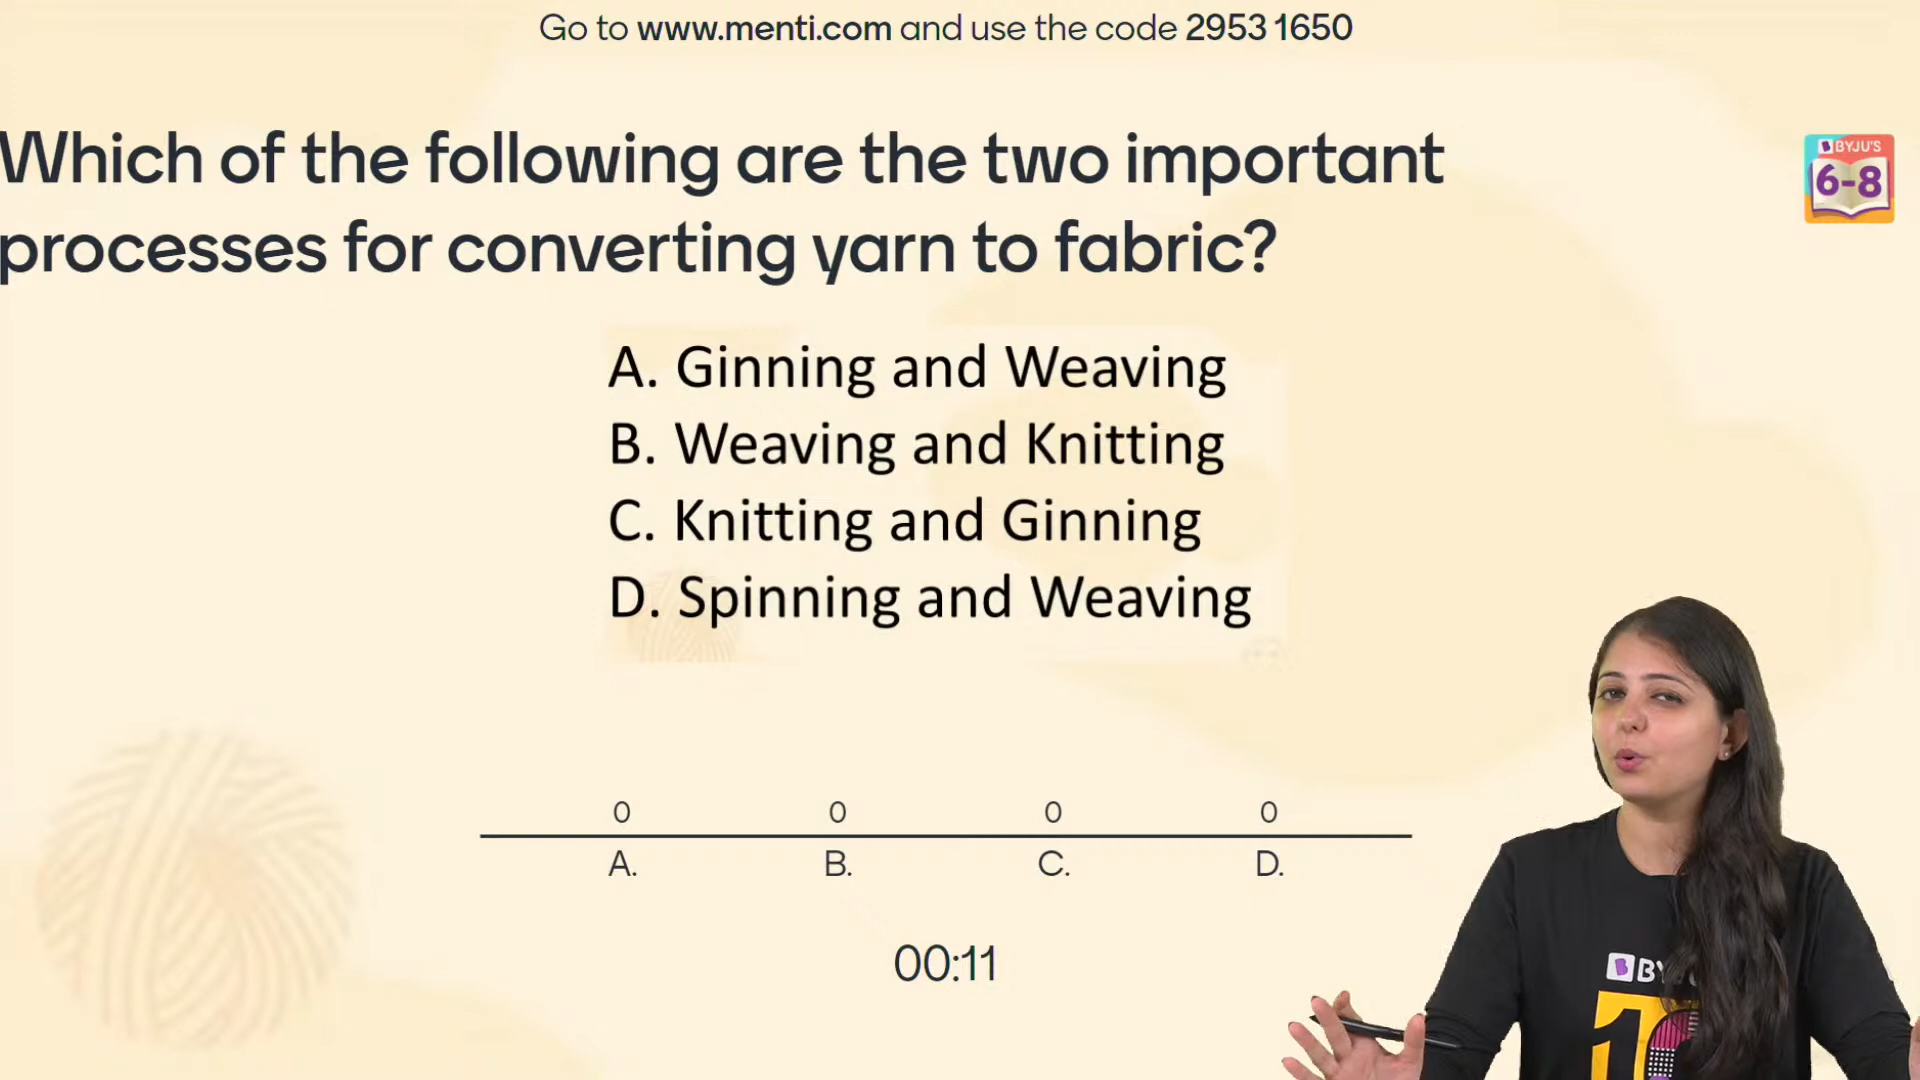 Go to www.menti.com and use the code 2953 1650
Which of the following are the two important
processes for converting yarn to fabric?
BYJU'S
6-8
A. Ginning and Weaving
B. Weaving and Knitting
C. Knitting and Ginning
D. Spinning and Weaving
0 0 0 0
A. B. C. D.
00:11